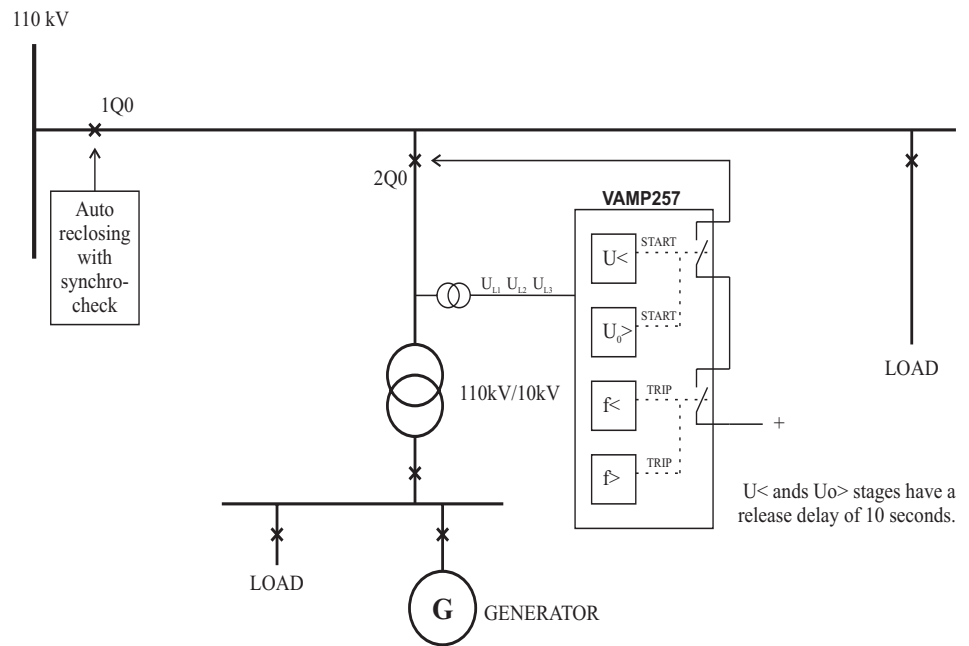 110 kV
1Q0
2Q0
Auto
reclosing
with
synchro-
check
VAMP257
U<
START
U0>
START
f<
TRIP
f>
TRIP
UL1 UL2 UL3
110kV/10kV
+
LOAD
U< ands Uo> stages have a
release delay of 10 seconds.
LOAD
G
GENERATOR